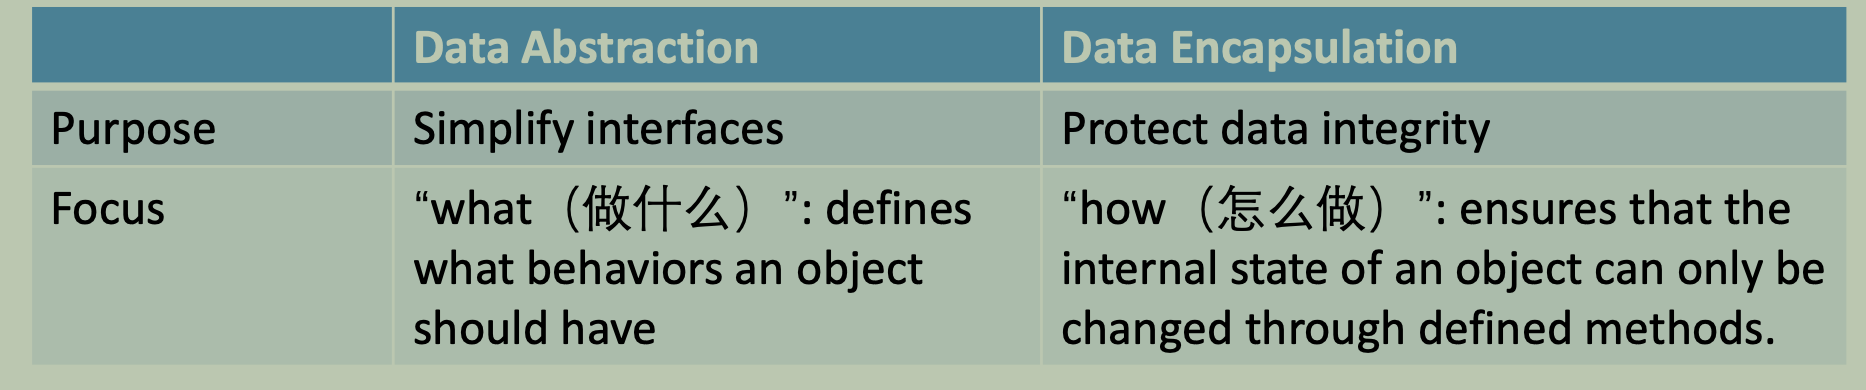 Data Abstraction Data Encapsulation
Purpose Simplify interfaces Protect data integrity
Focus “what（做什么）”: defines “how（怎么做）”: ensures that the
what behaviors an object internal state of an object can only be
should have changed through defined methods.